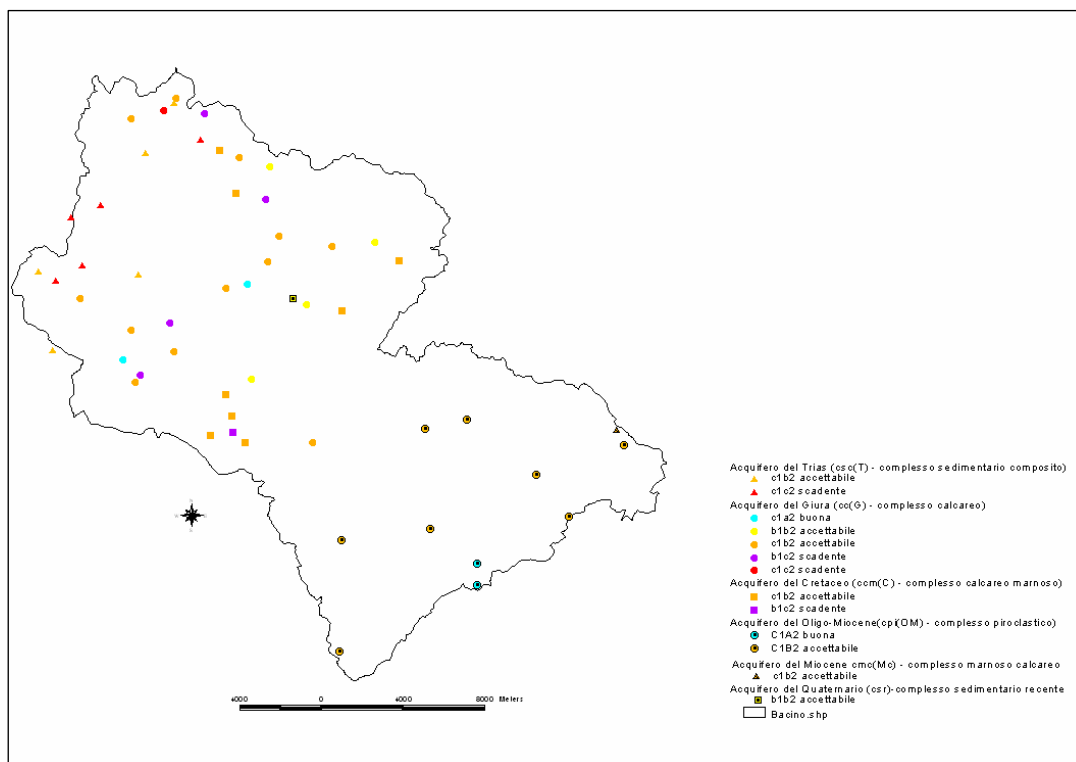 Acquifero del Trias (csc(T) - complesso sedimentario composito)
c1b2 accettabile
c1c2 scadente
Acquifero del Giura (cc(G) - complesso calcareo)
c1a2 buona
b1b2 accettabile
c1b2 accettabile
b1c2 scadente
c1c2 scadente
Acquifero del Cretaceo (ccm(C) - complesso calcareo marnoso)
c1b2 accettabile
b1c2 scadente
Acquifero del Oligo-Miocene(cpi(OM) - complesso piroclastico)
C1A2 buona
C1B2 accettabile
Acquifero del Miocene cmc(Mc) - complesso marnoso calcareo
c1b2 accettabile
Acquifero del Quaternario (csr)-complesso sedimentario recente
b1b2 accettabile
Bacino.shp
4000 0 4000 8000 Meters